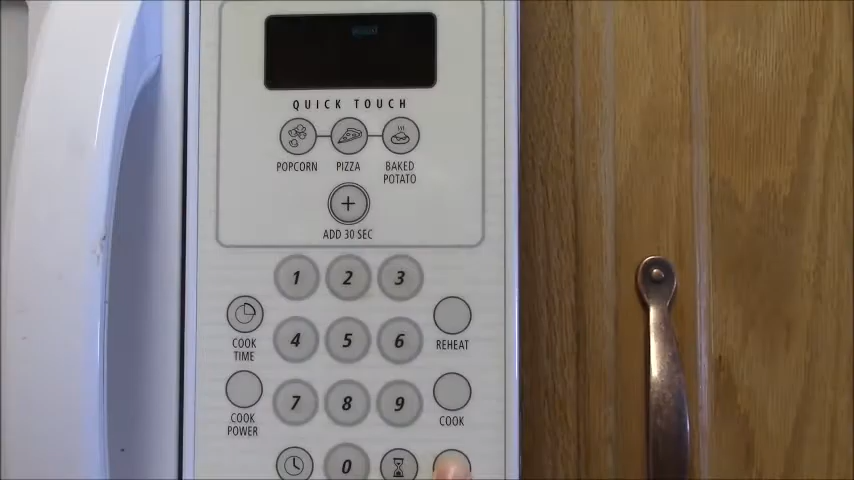 QUICK TOUCH
POPCORN PIZZA BAKED POTATO
+
ADD 30 SEC
1 2 3
COOK TIME
4 5 6
REHEAT
COOK POWER
7 8 9
COOK
0